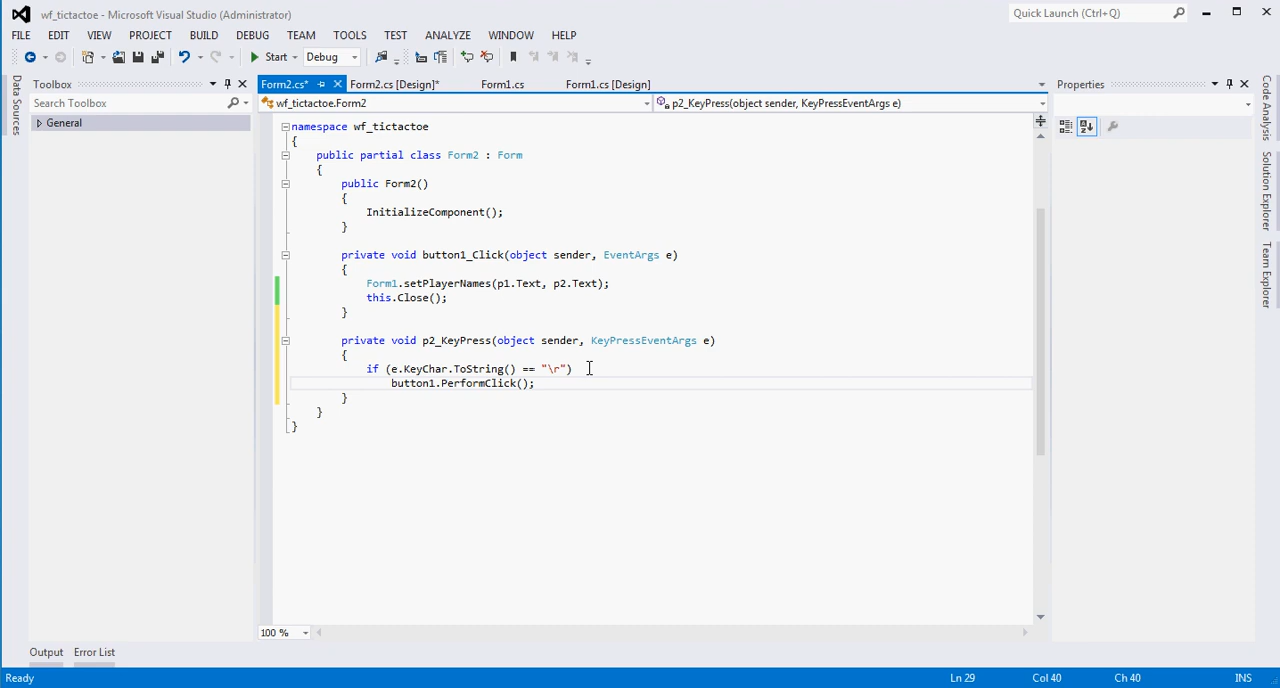 wf_tictactoe - Microsoft Visual Studio (Administrator)
Quick Launch (Ctrl+Q)
FILE EDIT VIEW PROJECT BUILD DEBUG TEAM TOOLS TEST ANALYZE WINDOW HELP
Start Debug
Data Sources
Toolbox
Search Toolbox
General
Form2.cs* Form2.cs [Design]* Form1.cs Form1.cs [Design]
wf_tictactoe.Form2 p2_KeyPress(object sender, KeyPressEventArgs e)
namespace wf_tictactoe
{
public partial class Form2 : Form
{
public Form2()
{
InitializeComponent();
}
private void button1_Click(object sender, EventArgs e)
{
Form1.setPlayerNames(p1.Text, p2.Text);
this.Close();
}
private void p2_KeyPress(object sender, KeyPressEventArgs e)
{
if (e.KeyChar.ToString() == "\r")
button1.PerformClick();
}
}
}
100 %
Properties
Code Analysis
Solution Explorer
Team Explorer
Output Error List
Ready Ln 29 Col 40 Ch 40 INS